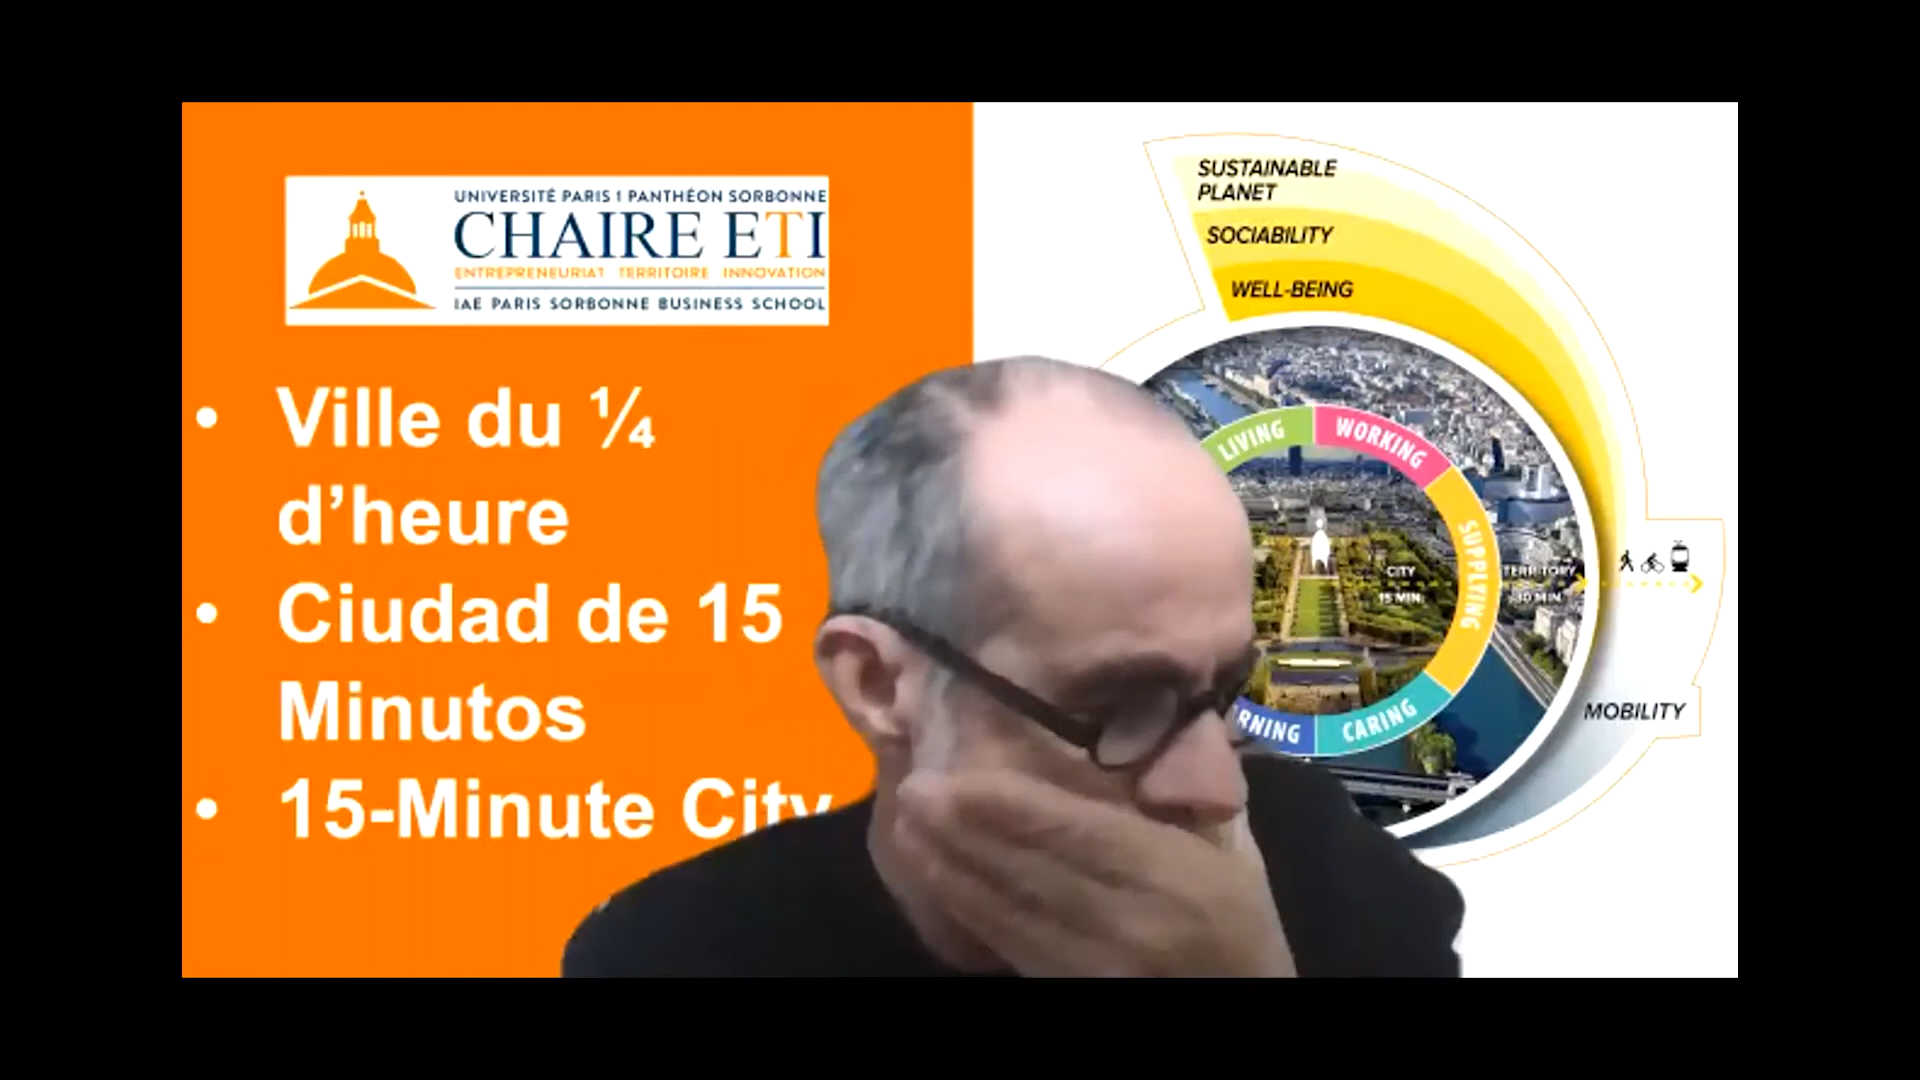 UNIVERSITÉ PARIS 1 PANTHÉON SORBONNE
CHAIRE ETI
ENTREPRENEURIAT TERRITOIRE INNOVATION
IAE PARIS SORBONNE BUSINESS SCHOOL
• Ville du ¼
d’heure
• Ciudad de 15
Minutos
• 15-Minute City
SUSTAINABLE
PLANET
SOCIABILITY
WELL-BEING
LIVING
WORKING
SUPPLYING
CARING
RNING
CITY
15 MIN
TERRITORY
30 MIN
MOBILITY